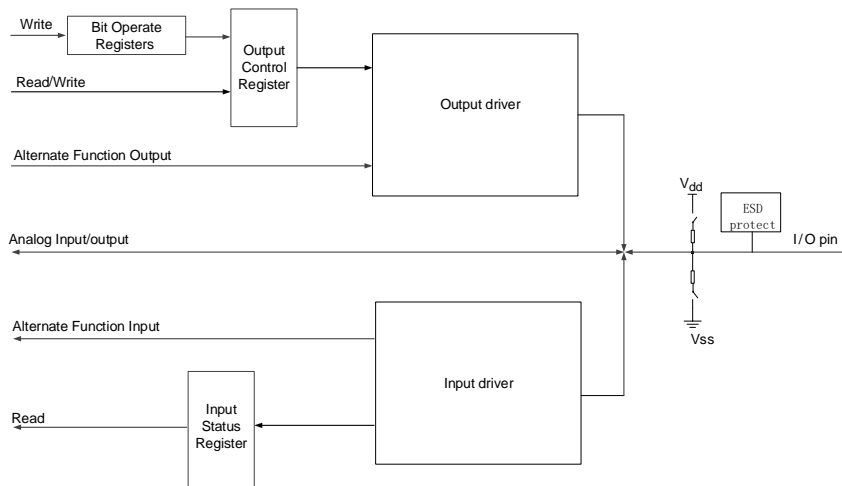 Write
Bit Operate
Registers
Output
Control
Register
Read/Write
Output driver
Alternate Function Output
Vdd
ESD
protect
I/O pin
Analog Input/output
Vss
Alternate Function Input
Input driver
Input
Status
Register
Read